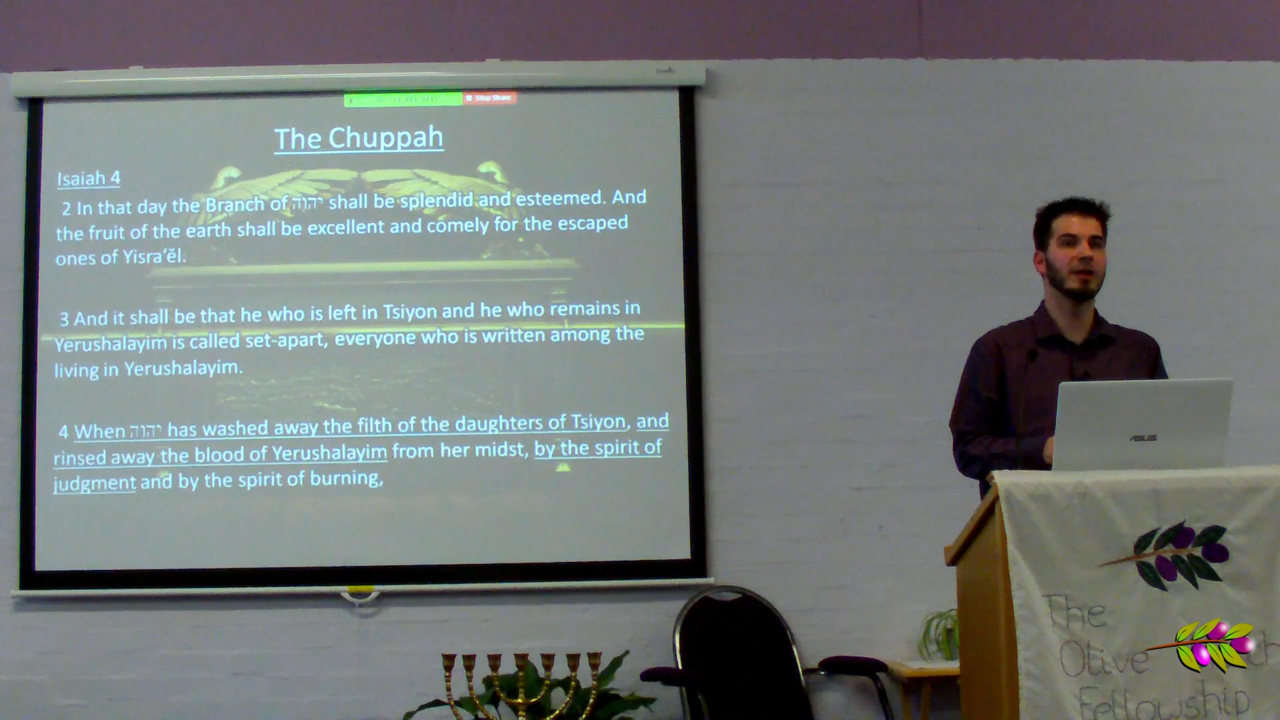 Stop Share
The Chuppah
Isaiah 4
2 In that day the Branch of יהוה shall be splendid and esteemed. And
the fruit of the earth shall be excellent and comely for the escaped
ones of Yisra’ĕl.
3 And it shall be that he who is left in Tsiyon and he who remains in
Yerushalayim is called set-apart, everyone who is written among the
living in Yerushalayim.
4 When יהוה has washed away the filth of the daughters of Tsiyon, and
rinsed away the blood of Yerushalayim from her midst, by the spirit of
judgment and by the spirit of burning,
ASUS
The
Olive
Fellowship